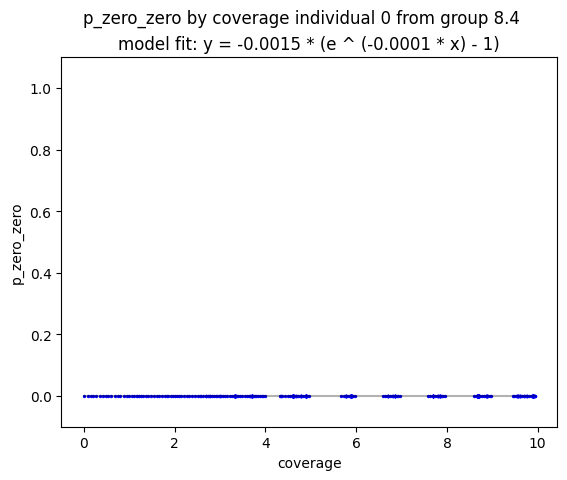 p_zero_zero by coverage individual 0 from group 8.4
model fit: y = -0.0015 * (e ^ (-0.0001 * x) - 1)
1.0
0.8
0.6
0.4
0.2
0.0
p_zero_zero
0 2 4 6 8 10
coverage